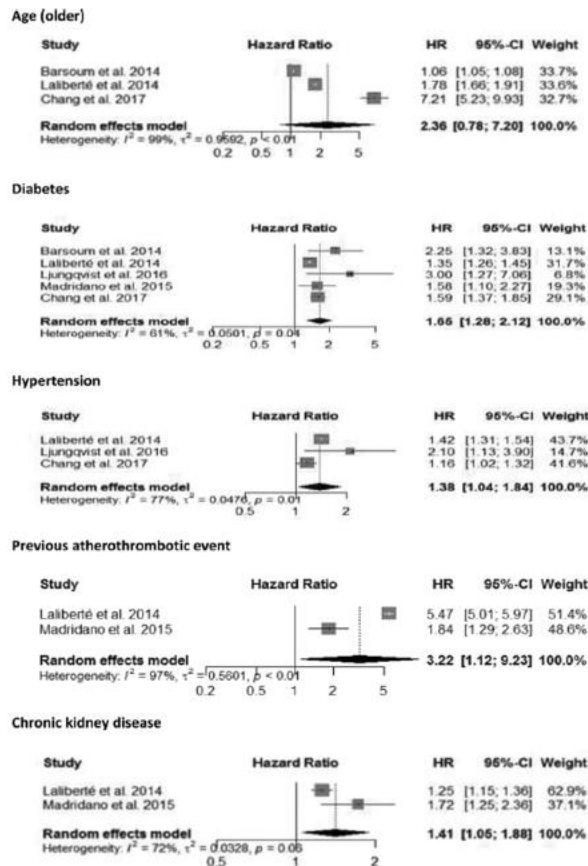 Age (older)
Study Hazard Ratio HR 95%-CI Weight
Barsoum et al. 2014 1.06 [1.05; 1.08] 33.7%
Laliberté et al. 2014 1.78 [1.66; 1.91] 33.6%
Chang et al. 2017 7.21 [5.23; 9.93] 32.7%
Random effects model 2.36 [0.78; 7.20] 100.0%
Heterogeneity: I² = 99%, τ² = 0.9592, p < 0.01
0.2 0.5 1 2 5
Diabetes
Study Hazard Ratio HR 95%-CI Weight
Barsoum et al. 2014 2.25 [1.32; 3.83] 13.1%
Laliberté et al. 2014 1.35 [1.26; 1.45] 31.7%
Ljungqvist et al. 2016 3.00 [1.27; 7.06] 6.8%
Madridano et al. 2015 1.58 [1.10; 2.27] 19.3%
Chang et al. 2017 1.59 [1.37; 1.85] 29.1%
Random effects model 1.65 [1.28; 2.12] 100.0%
Heterogeneity: I² = 61%, τ² = 0.0501, p = 0.04
0.2 0.5 1 2 5
Hypertension
Study Hazard Ratio HR 95%-CI Weight
Laliberté et al. 2014 1.42 [1.31; 1.54] 43.7%
Ljungqvist et al. 2016 2.10 [1.13; 3.90] 14.7%
Chang et al. 2017 1.16 [1.02; 1.32] 41.6%
Random effects model 1.38 [1.04; 1.84] 100.0%
Heterogeneity: I² = 77%, τ² = 0.0476, p = 0.01
0.5 1 2
Previous atherothrombotic event
Study Hazard Ratio HR 95%-CI Weight
Laliberté et al. 2014 5.47 [5.01; 5.97] 51.4%
Madridano et al. 2015 1.84 [1.29; 2.63] 48.6%
Random effects model 3.22 [1.12; 9.23] 100.0%
Heterogeneity: I² = 97%, τ² = 0.5601, p < 0.01
0.2 0.5 1 2 5
Chronic kidney disease
Study Hazard Ratio HR 95%-CI Weight
Laliberté et al. 2014 1.25 [1.15; 1.36] 62.9%
Madridano et al. 2015 1.72 [1.25; 2.36] 37.1%
Random effects model 1.41 [1.05; 1.88] 100.0%
Heterogeneity: I² = 72%, τ² = 0.0328, p = 0.06
0.5 1 2